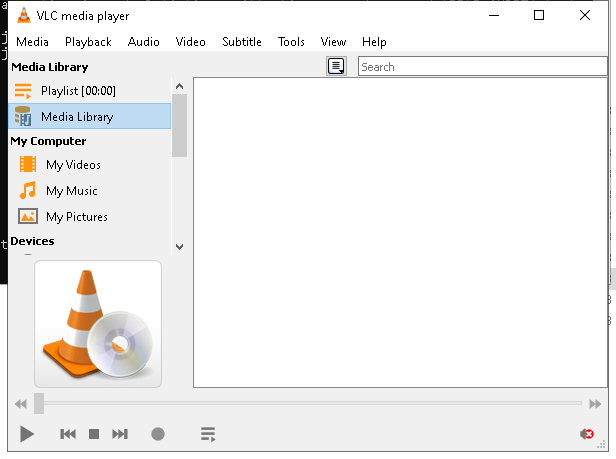 VLC media player
Media Playback Audio Video Subtitle Tools View Help
Media Library
Search
Playlist [00:00]
Media Library
My Computer
My Videos
My Music
My Pictures
Devices